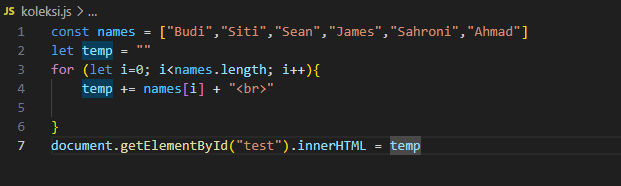 JS koleksi.js > ...
1 const names = ["Budi","Siti","Sean","James","Sahroni","Ahmad"]
2 let temp = ""
3 for (let i=0; i<names.length; i++){
4 temp += names[i] + "<br>"
5
6 }
7 document.getElementById("test").innerHTML = temp